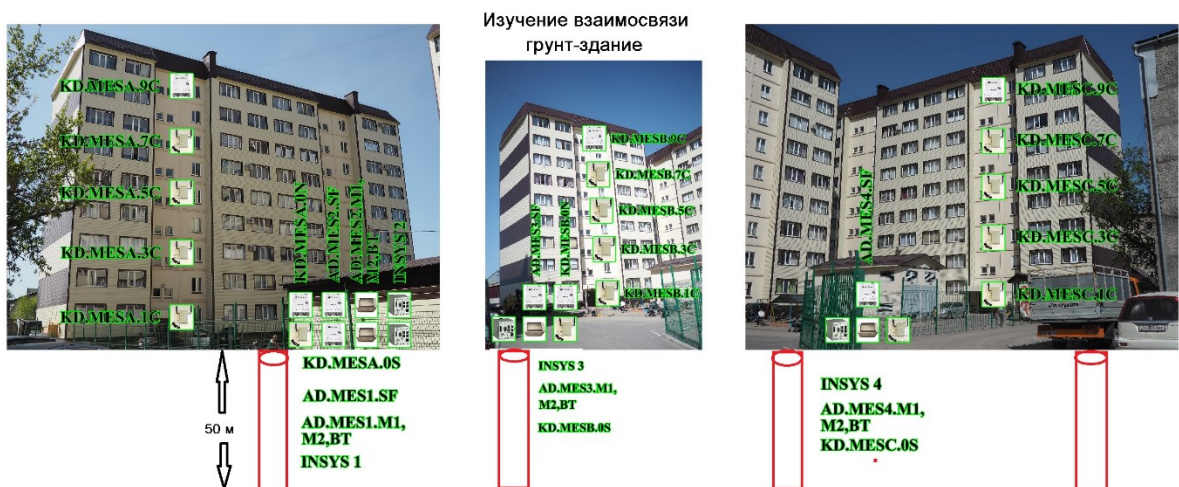 Изучение взаимосвязи
грунт-здание
KD.MESA.9C
KD.MESA.7C
KD.MESA.5C
KD.MESA.3C
KD.MESA.1C
KD.MESA.0N
AD.MES2.SF
AD.MES2.M1,
M2,BT
INSYS 2
KD.MESA.0S
AD.MES1.SF
AD.MES1.M1,
M2,BT
INSYS 1
50 м
KD.MESB.9C
KD.MESB.7C
KD.MESB.5C
KD.MESB.3C
KD.MESB.1C
AD.MES3.SF
KD.MESB.0N
INSYS 3
AD.MES3.M1,
M2,BT
KD.MESB.0S
KD.MESC.9C
KD.MESC.7C
KD.MESC.5C
KD.MESC.3C
KD.MESC.1C
AD.MES4.SF
INSYS 4
AD.MES4.M1,
M2,BT
KD.MESC.0S